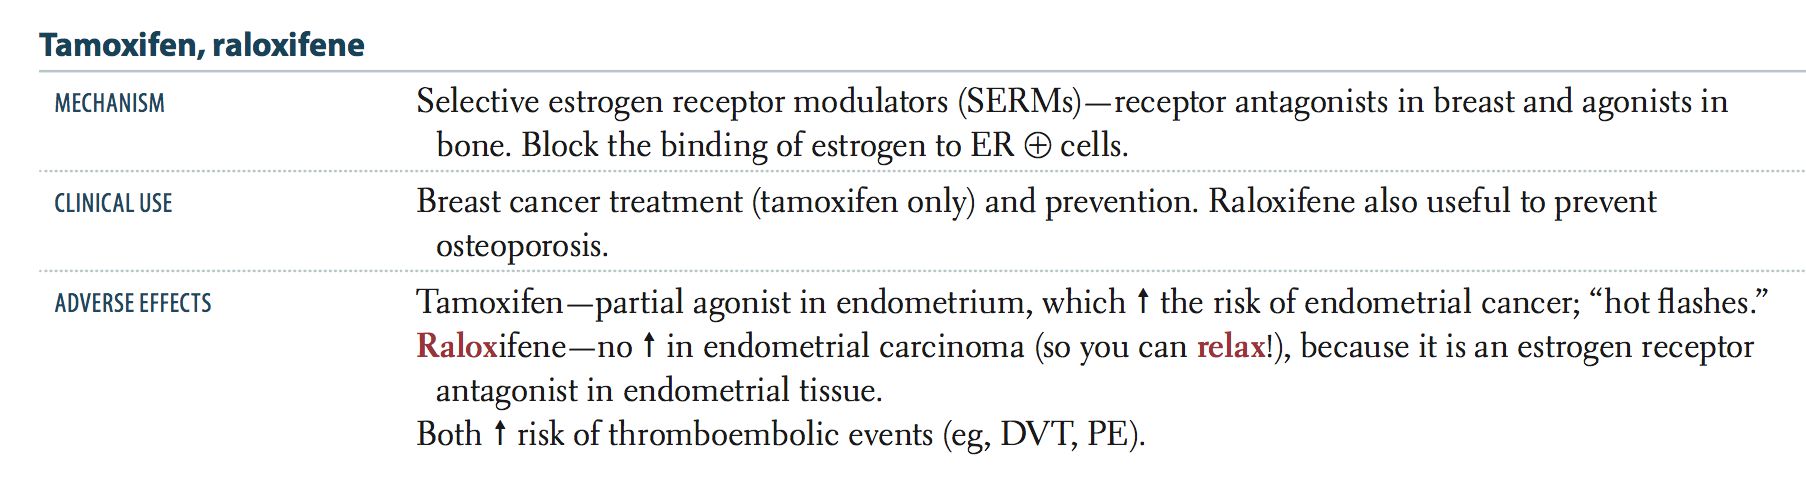 Tamoxifen, raloxifene
MECHANISM Selective estrogen receptor modulators (SERMs)—receptor antagonists in breast and agonists in
bone. Block the binding of estrogen to ER ⊕ cells.
CLINICAL USE Breast cancer treatment (tamoxifen only) and prevention. Raloxifene also useful to prevent
osteoporosis.
ADVERSE EFFECTS Tamoxifen—partial agonist in endometrium, which ↑ the risk of endometrial cancer; “hot flashes.”
Raloxifene—no ↑ in endometrial carcinoma (so you can relax!), because it is an estrogen receptor
antagonist in endometrial tissue.
Both ↑ risk of thromboembolic events (eg, DVT, PE).